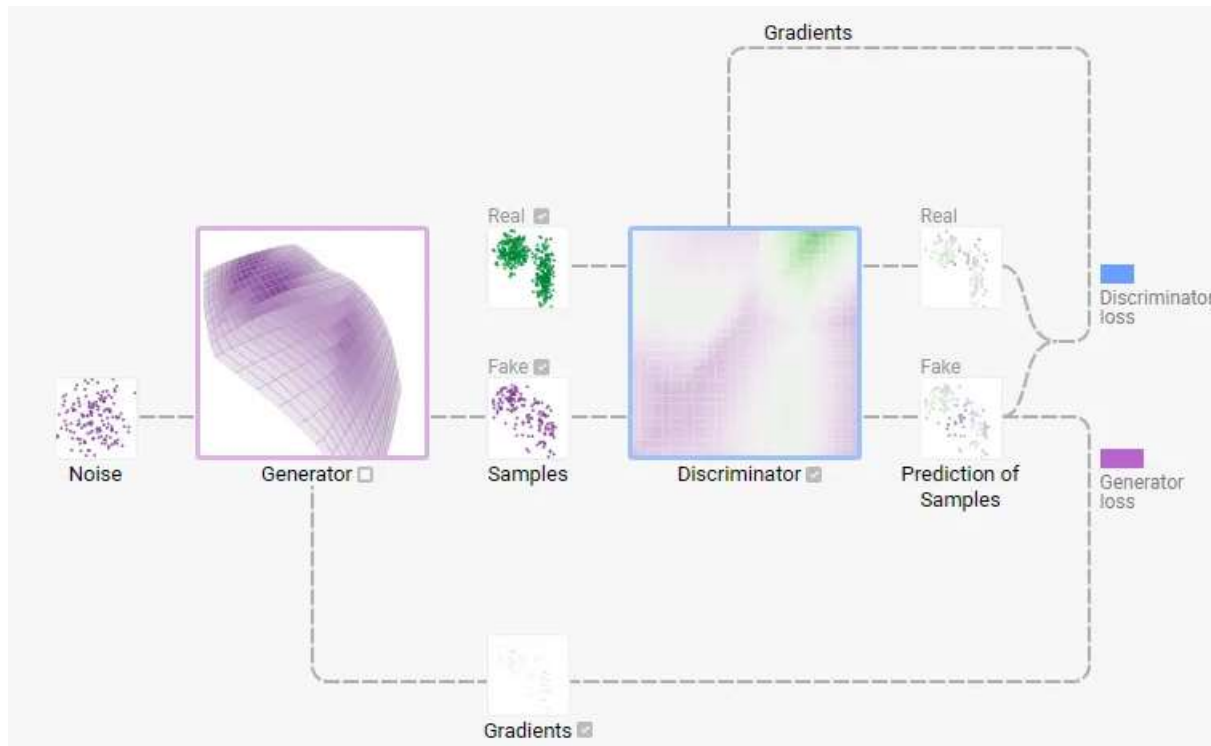 Gradients
Real
Real
Discriminator
loss
Fake
Fake
Noise
Generator
Samples
Discriminator
Prediction of
Samples
Generator
loss
Gradients